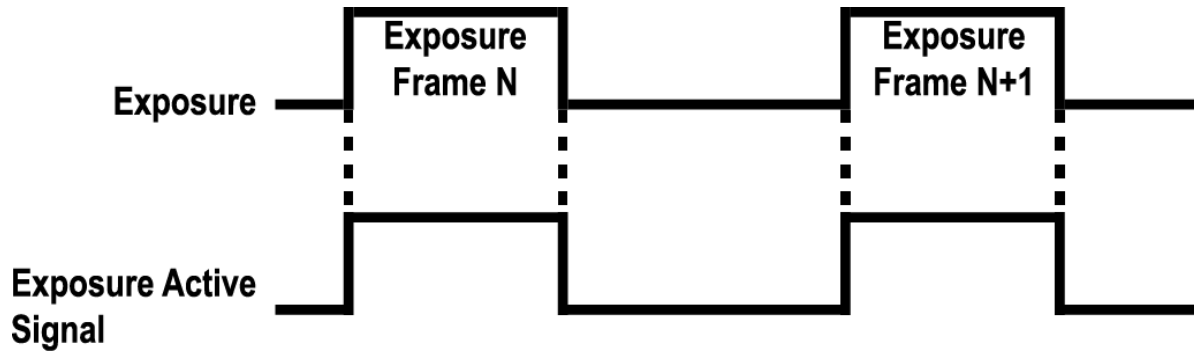 Exposure
Frame N
Exposure
Frame N+1
Exposure
Exposure Active
Signal